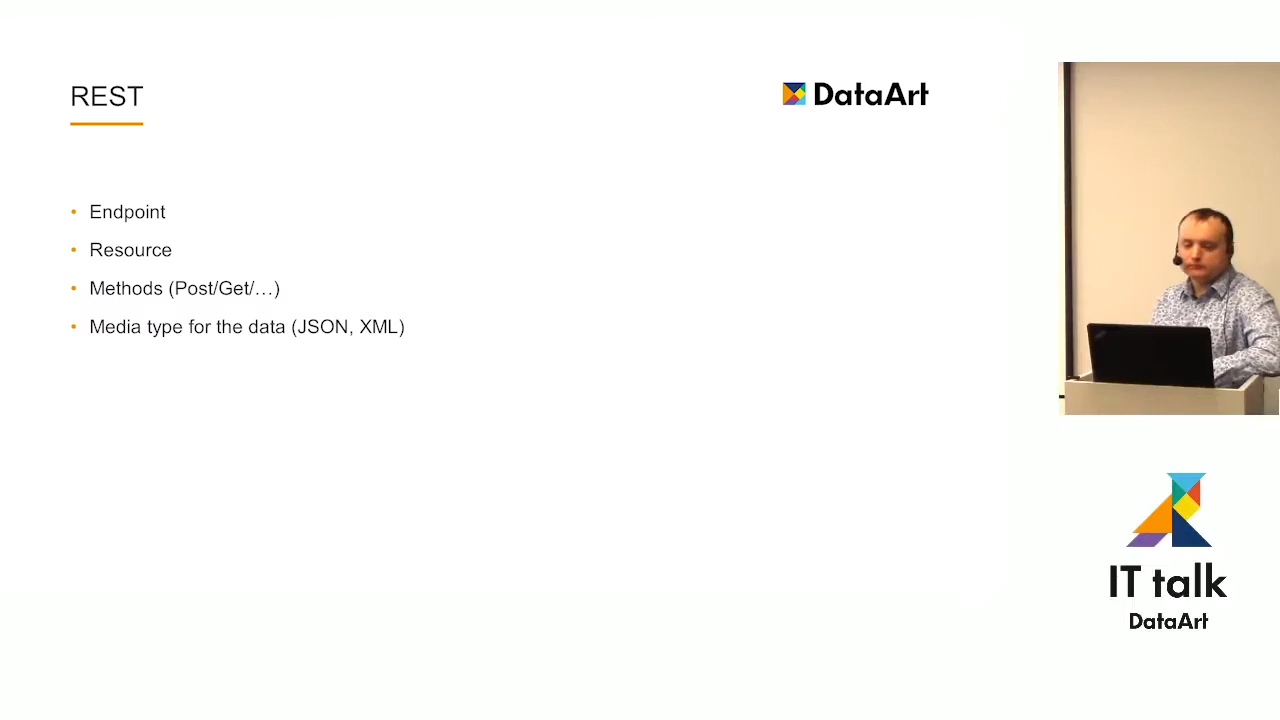 REST
DataArt
• Endpoint
• Resource
• Methods (Post/Get/…)
• Media type for the data (JSON, XML)
IT talk
DataArt